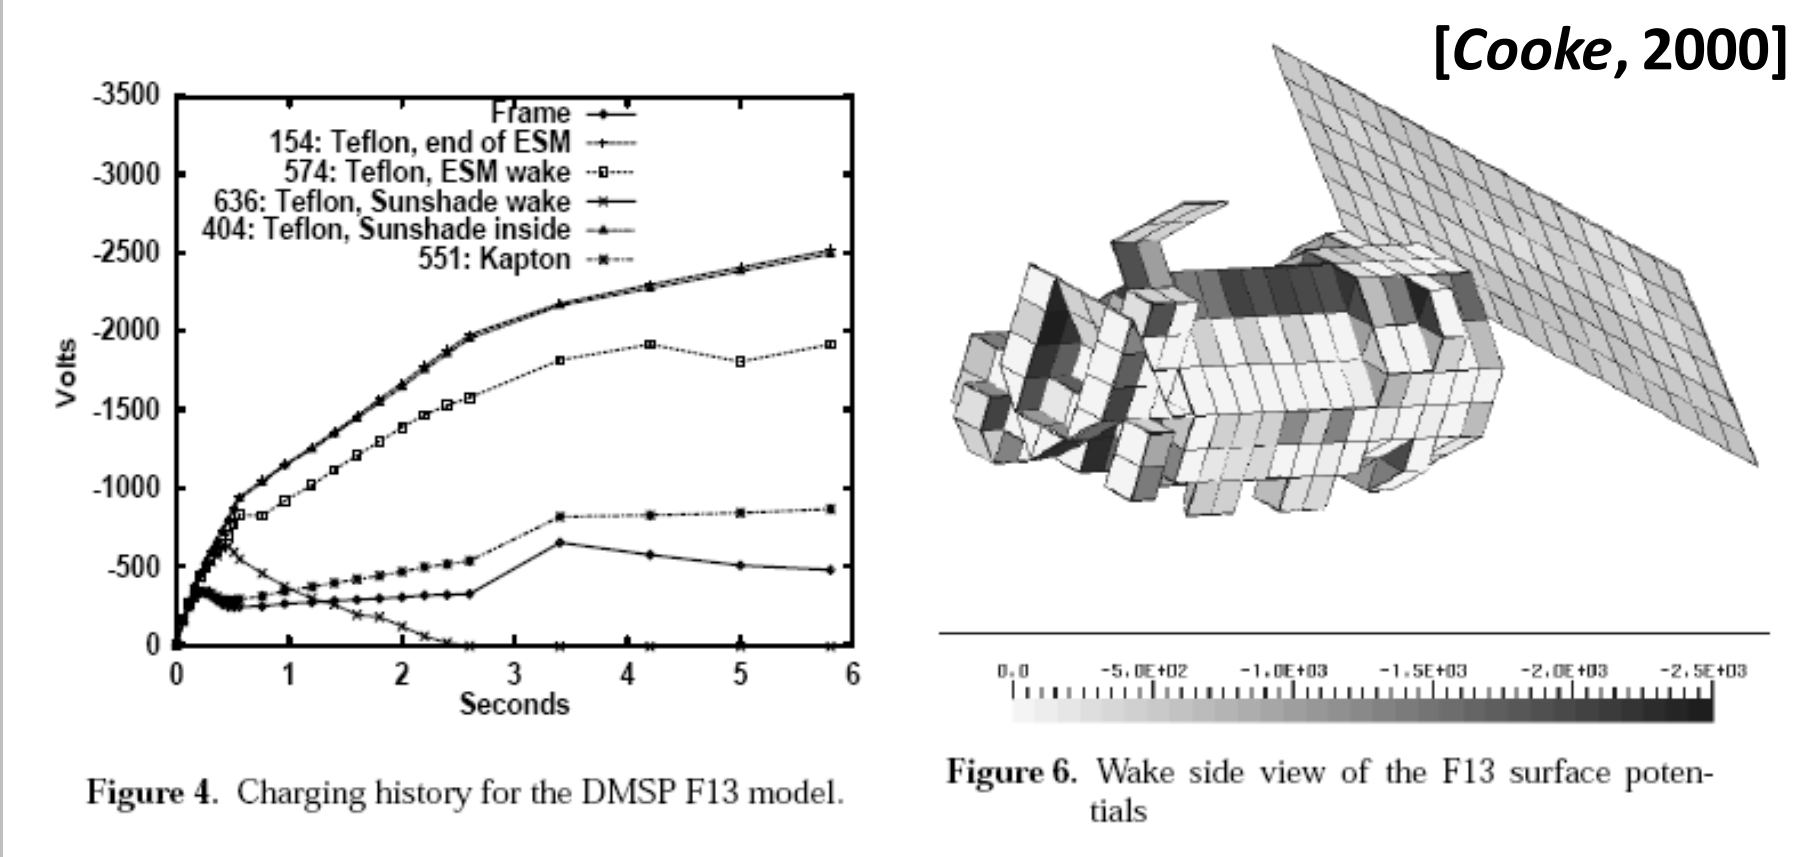 [Cooke, 2000]
-3500
-3000
-2500
-2000
-1500
-1000
-500
0
Volts
Frame
154: Teflon, end of ESM
574: Teflon, ESM wake
636: Teflon, Sunshade wake
404: Teflon, Sunshade inside
551: Kapton
0 1 2 3 4 5 6
Seconds
Figure 4. Charging history for the DMSP F13 model.
0.0 -5.0E+02 -1.0E+03 -1.5E+03 -2.0E+03 -2.5E+03
Figure 6. Wake side view of the F13 surface poten-
tials